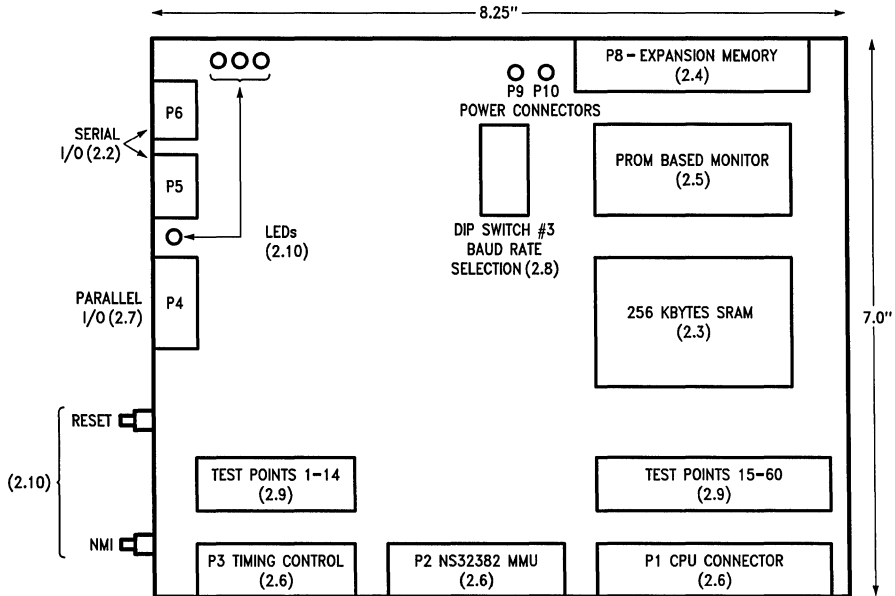 8.25"
P8-EXPANSION MEMORY
(2.4)
P9 P10
POWER CONNECTORS
P6
SERIAL
I/O (2.2)
P5
PROM BASED MONITOR
(2.5)
LEDs
(2.10)
DIP SWITCH #3
BAUD RATE
SELECTION (2.8)
PARALLEL
I/O (2.7)
P4
256 KBYTES SRAM
(2.3)
7.0"
RESET
(2.10)
NMI
TEST POINTS 1-14
(2.9)
TEST POINTS 15-60
(2.9)
P3 TIMING CONTROL
(2.6)
P2 NS32382 MMU
(2.6)
P1 CPU CONNECTOR
(2.6)